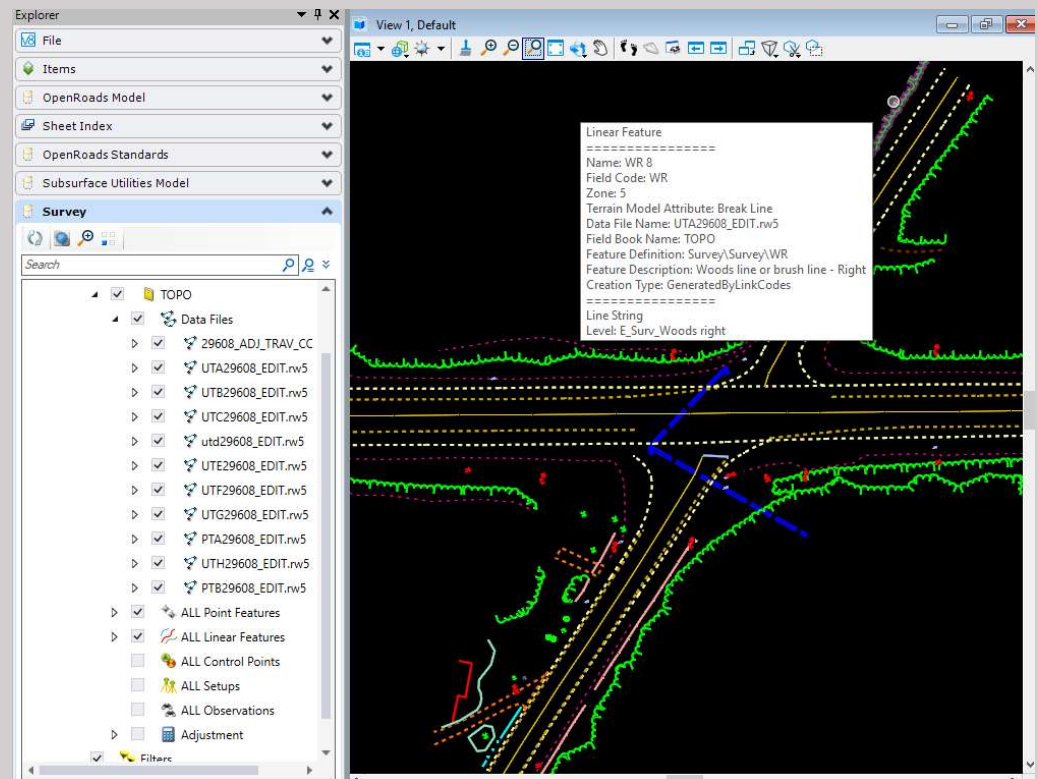 Explorer
File
Items
OpenRoads Model
Sheet Index
OpenRoads Standards
Subsurface Utilities Model
Survey
Search
TOPO
Data Files
29608_ADJ_TRAV_CC
UTA29608_EDIT.rw5
UTB29608_EDIT.rw5
UTC29608_EDIT.rw5
utd29608_EDIT.rw5
UTE29608_EDIT.rw5
UTF29608_EDIT.rw5
UTG29608_EDIT.rw5
PTA29608_EDIT.rw5
UTH29608_EDIT.rw5
PTB29608_EDIT.rw5
ALL Point Features
ALL Linear Features
ALL Control Points
ALL Setups
ALL Observations
Adjustment
Filters
View 1, Default
Linear Feature
================
Name: WR 8
Field Code: WR
Zone: 5
Terrain Model Attribute: Break Line
Data File Name: UTA29608_EDIT.rw5
Field Book Name: TOPO
Feature Definition: Survey\Survey\WR
Feature Description: Woods line or brush line - Right
Creation Type: GeneratedByLinkCodes
================
Line String
Level: E_Surv_Woods right